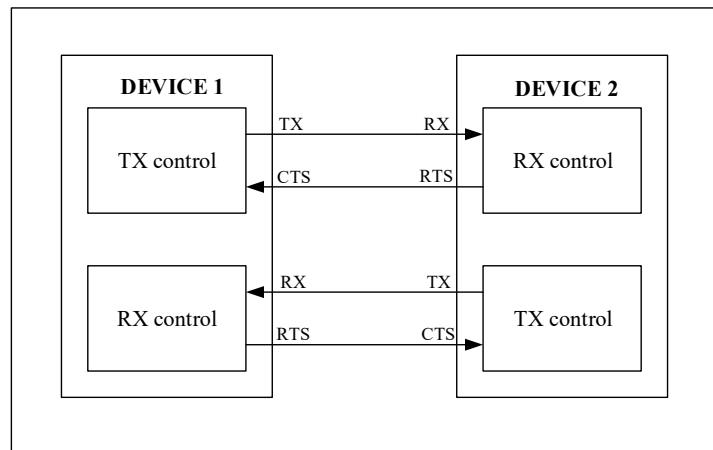 DEVICE 1
DEVICE 2
TX control
TX
RX
RX control
CTS
RTS
RX control
RX
TX
TX control
RTS
CTS